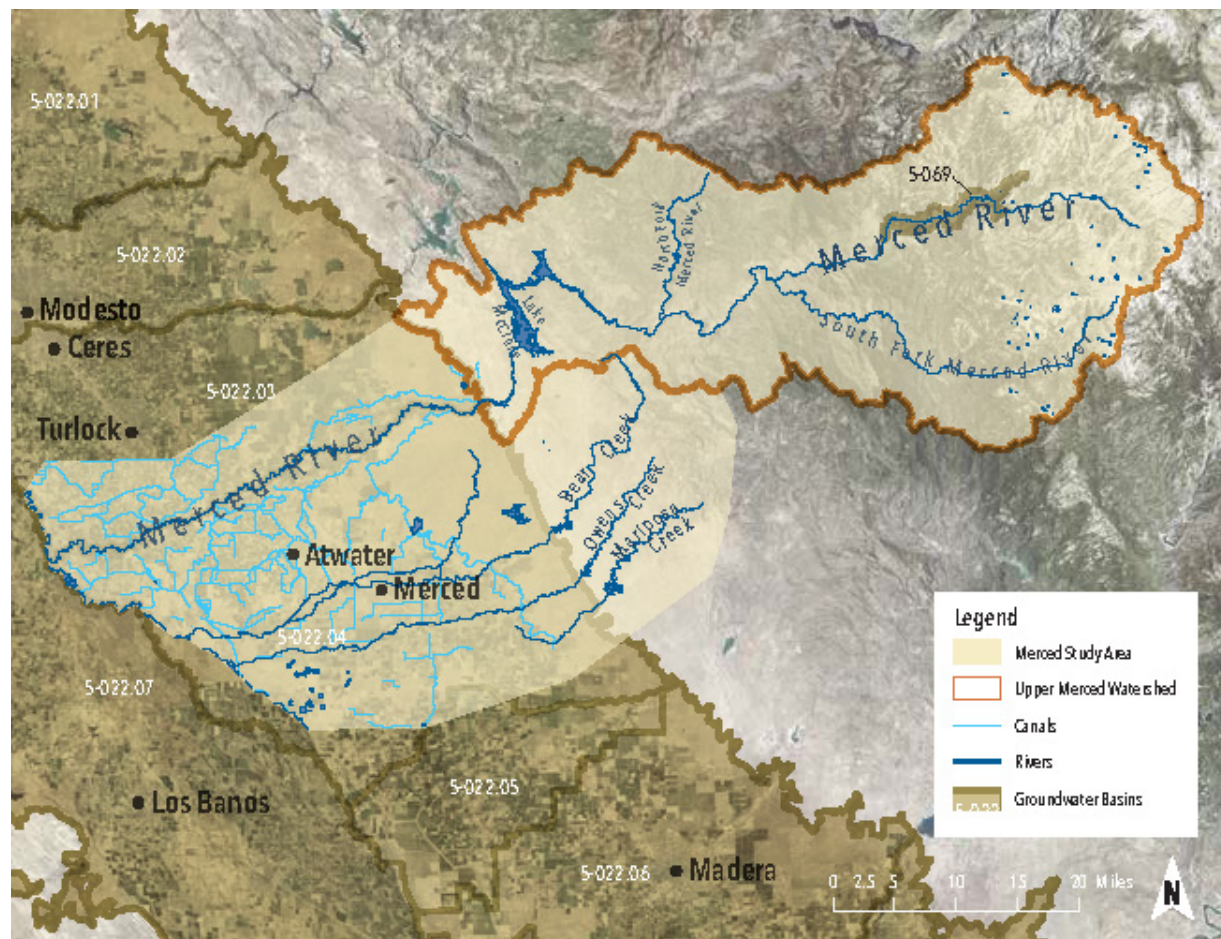 5-022.01
5-069
Merced River
North Fork
Merced River
5-022.02
Modesto
Ceres
Lake
McClure
South Fork Merced River
5-022.03
Turlock
Merced River
Bear Creek
Owens
Creek
Mariposa
Creek
Atwater
Merced
5-022.04
5-022.07
Legend
Merced Study Area
Upper Merced Watershed
Canals
Rivers
Groundwater Basins
5-022.05
Los Banos
5-022.06
Madera
0 2.5 5 10 15 20 Miles
N